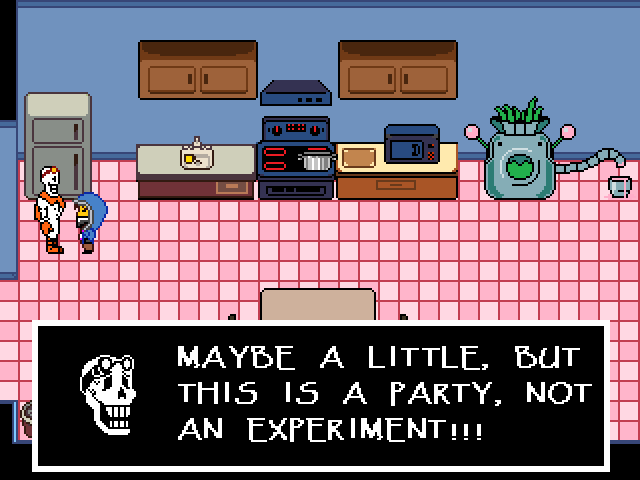 MAYBE A LITTLE, BUT
THIS IS A PARTY, NOT
AN EXPERIMENT!!!